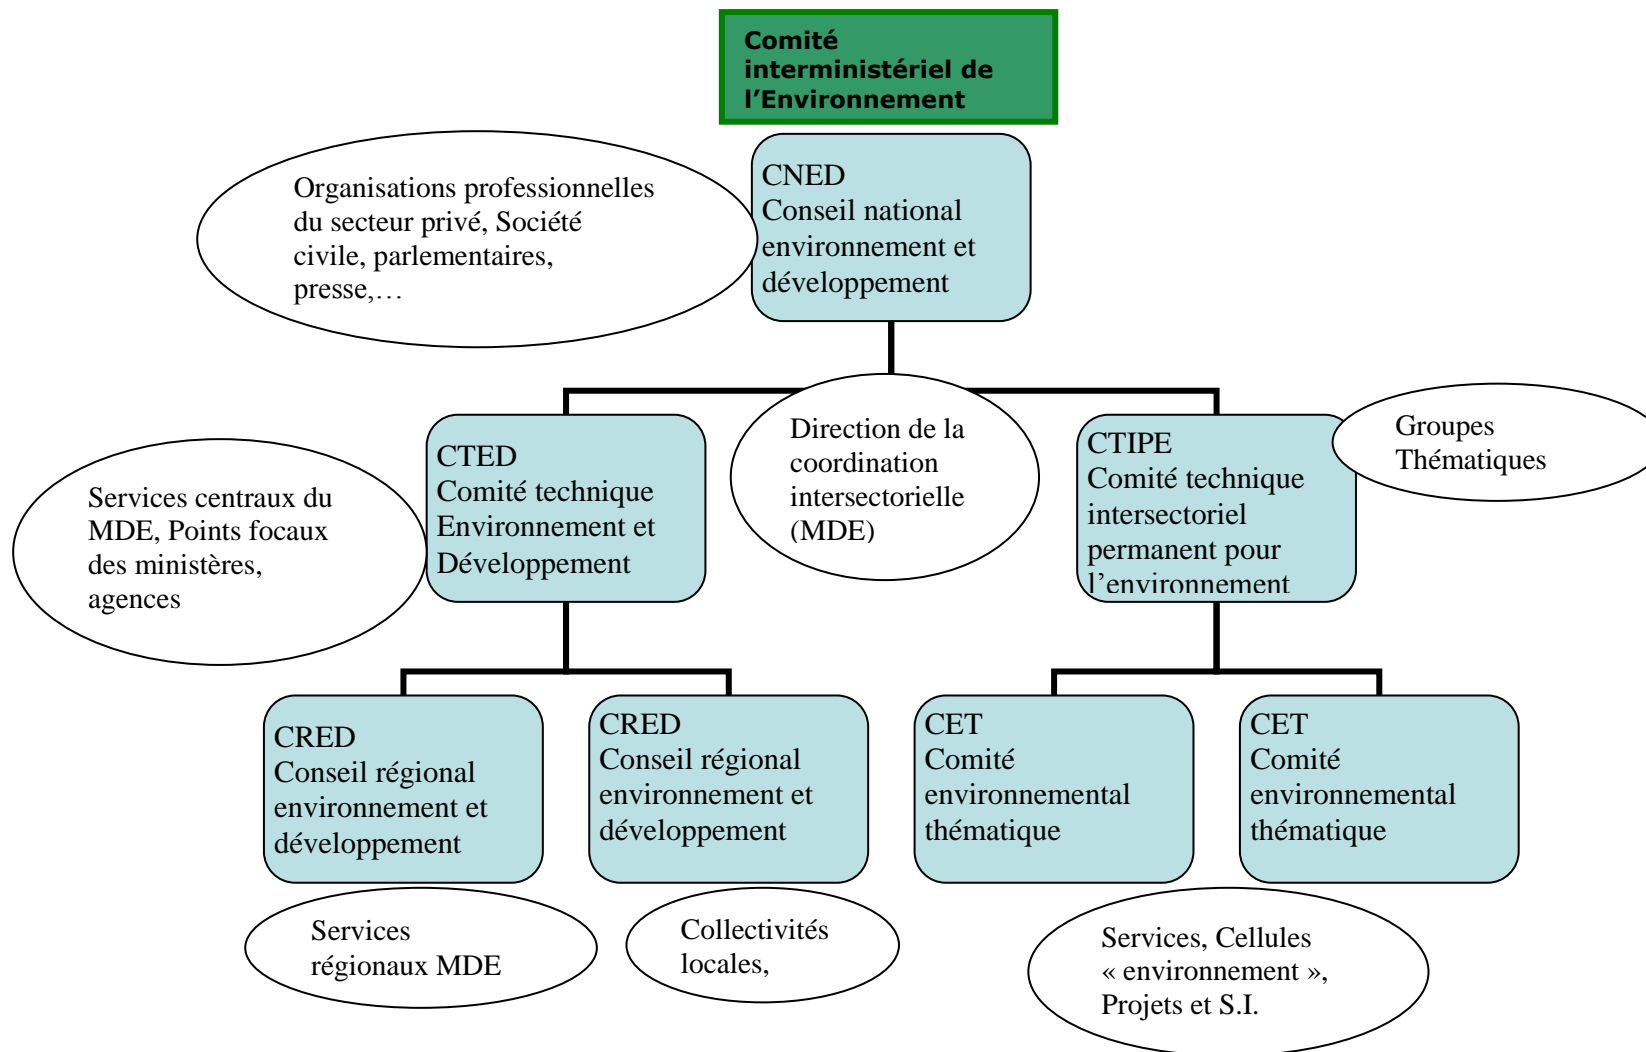 Comité
interministériel de
l’Environnement
Organisations professionnelles
du secteur privé, Société
civile, parlementaires,
presse,…
CNED
Conseil national
environnement et
développement
Services centraux du
MDE, Points focaux
des ministères,
agences
CTED
Comité technique
Environnement et
Développement
Direction de la
coordination
intersectorielle
(MDE)
CTIPE
Comité technique
intersectoriel
permanent pour
l’environnement
Groupes
Thématiques
CRED
Conseil régional
environnement et
développement
CRED
Conseil régional
environnement et
développement
CET
Comité
environnemental
thématique
CET
Comité
environnemental
thématique
Services
régionaux MDE
Collectivités
locales,
Services, Cellules
« environnement »,
Projets et S.I.